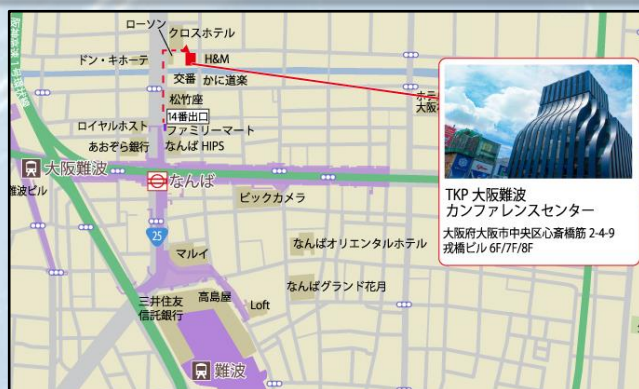 ローソン
クロスホテル
ドン・キホーテ
H&M
交番
かに道楽
松竹座
14番出口
ロイヤルホスト
ファミリーマート
あおぞら銀行
なんば HIPS
大阪難波
なんば
難波ビル
ビックカメラ
25
マルイ
なんばオリエンタルホテル
なんばグランド花月
三井住友
信託銀行
高島屋
Loft
難波
TKP 大阪難波
カンファレンスセンター
大阪府大阪市中央区心斎橋筋 2-4-9
戎橋ビル 6F/7F/8F